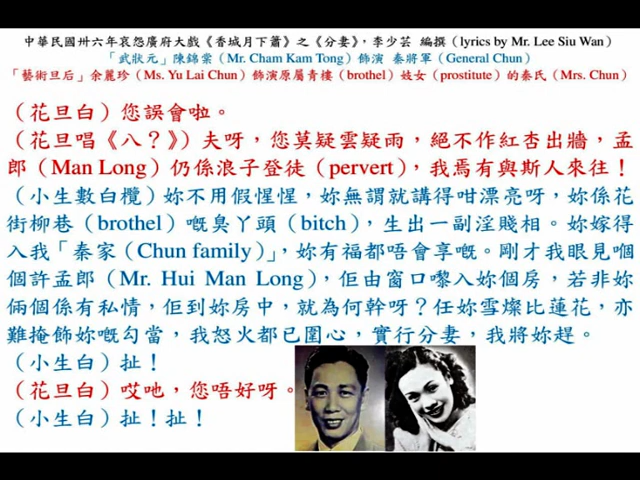 中華民國卅六年哀怨廣府大戲《香城月下蕭》之《分妻》，李少芸 編撰（lyrics by Mr. Lee Siu Wan）
「武狀元」陳錦棠（Mr. Cham Kam Tong）飾演 秦將軍（General Chun）
「藝術旦后」余麗珍（Ms. Yu Lai Chun）飾演原屬青樓（brothel）妓女（prostitute）的秦氏（Mrs. Chun）
（花旦白）您誤會啦。
（花旦唱《八？》）夫呀，您莫疑雲疑雨，絕不作紅杏出牆，孟
郎（Man Long）仍係浪子登徒（pervert），我焉有與斯人來往！
（小生數白欖）妳不用假惺惺，妳無謂就講得咁漂亮呀，妳係花
街柳巷（brothel）嘅臭丫頭（bitch），生出一副淫賤相。妳嫁得
入我「秦家（Chun family）」，妳有福都唔會享嘅。剛才我眼見嗰
個許孟郎（Mr. Hui Man Long），佢由窗口嚟入妳個房，若非妳
倆個係有私情，佢到妳房中，就為何幹呀？任妳雪燦比蓮花，亦
難掩飾妳嘅勾當，我怒火都已圍心，實行分妻，我將妳趕。
（小生白）扯！
（花旦白）哎吔，您唔好呀。
（小生白）扯！扯！